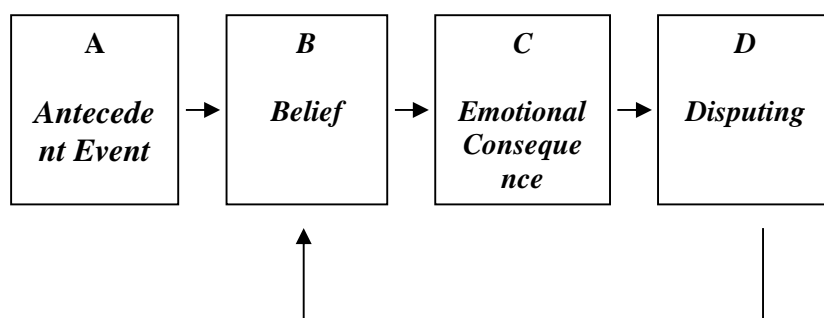 A
Antecede
nt Event
B
Belief
C
Emotional
Conseque
nce
D
Disputing